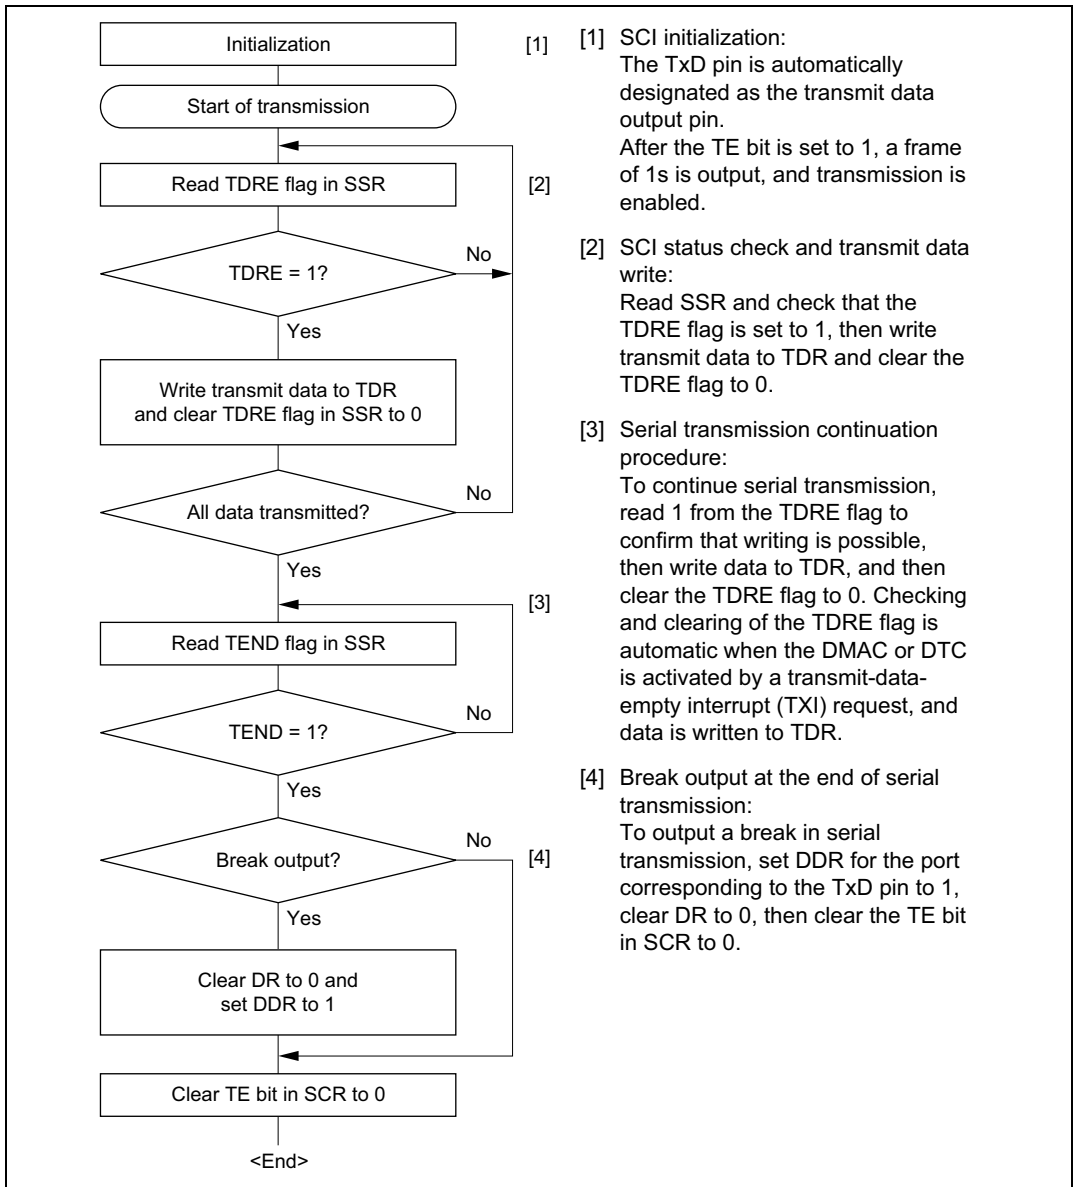 Initialization
[1]
Start of transmission
Read TDRE flag in SSR
[2]
No
TDRE = 1?
Yes
Write transmit data to TDR
and clear TDRE flag in SSR to 0
No
All data transmitted?
Yes
[3]
Read TEND flag in SSR
No
TEND = 1?
Yes
No
Break output?
[4]
Yes
Clear DR to 0 and
set DDR to 1
Clear TE bit in SCR to 0
<End>
[1] SCI initialization:
The TxD pin is automatically
designated as the transmit data
output pin.
After the TE bit is set to 1, a frame
of 1s is output, and transmission is
enabled.
[2] SCI status check and transmit data
write:
Read SSR and check that the
TDRE flag is set to 1, then write
transmit data to TDR and clear the
TDRE flag to 0.
[3] Serial transmission continuation
procedure:
To continue serial transmission,
read 1 from the TDRE flag to
confirm that writing is possible,
then write data to TDR, and then
clear the TDRE flag to 0. Checking
and clearing of the TDRE flag is
automatic when the DMAC or DTC
is activated by a transmit-data-
empty interrupt (TXI) request, and
data is written to TDR.
[4] Break output at the end of serial
transmission:
To output a break in serial
transmission, set DDR for the port
corresponding to the TxD pin to 1,
clear DR to 0, then clear the TE bit
in SCR to 0.